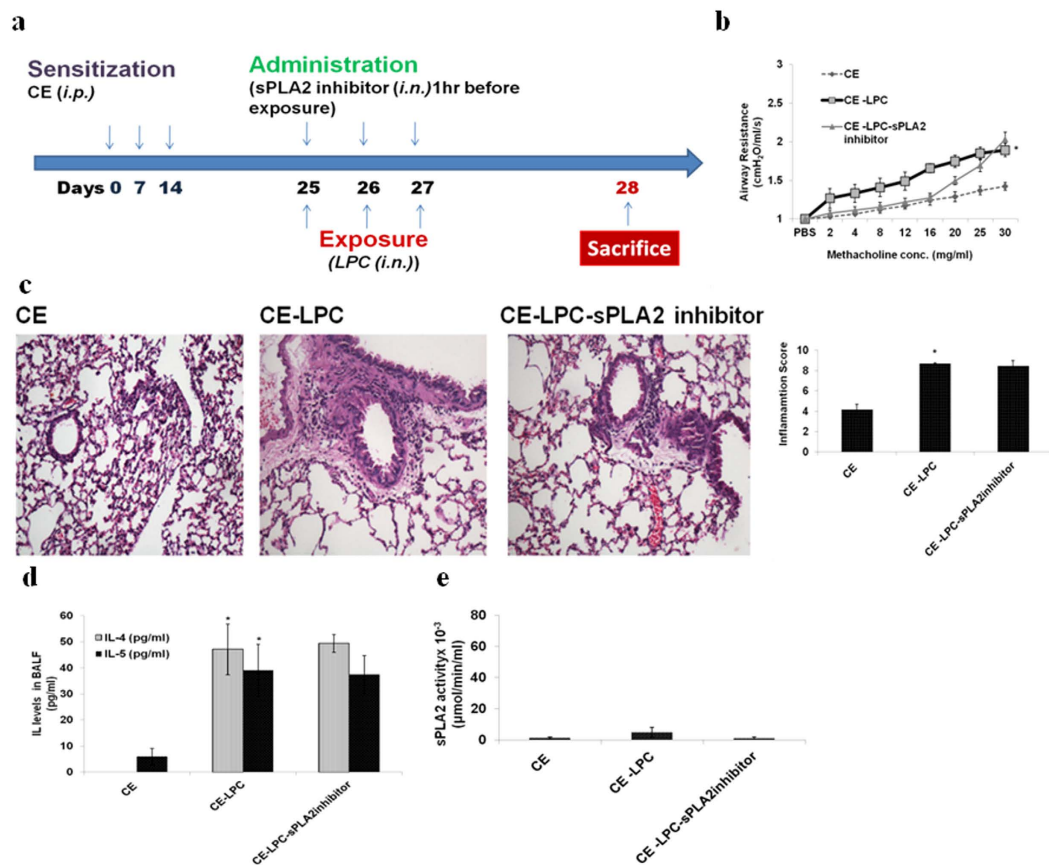 a
Sensitization
CE (i.p.)
Administration
(sPLA2 inhibitor (i.n.)1hr before
exposure)
Days 0 7 14 25 26 27 28
Exposure
(LPC (i.n.))
Sacrifice
b
Airway Resistance
(cmH2O/ml/s)
3
2
2
1
1
CE
CE -LPC
CE -LPC-sPLA2
inhibitor
*
PBS 2 4 8 12 16 20 25 30
Methacholine conc. (mg/ml)
c
CE
CE-LPC
CE-LPC-sPLA2 inhibitor
Inflamamtion Score
10
8
6
4
2
0
*
CE
CE -LPC
CE -LPC-sPLA2inhibitor
d
IL levels in BALF
(pg/ml)
60
50
40
30
20
10
0
IL-4 (pg/ml)
IL-5 (pg/ml)
* *
CE
CE-LPC
CE-LPC-sPLA2inhibitor
e
sPLA2 activityx 10-3
(µmol/min/ml)
80
60
40
20
0
CE
CE -LPC
CE -LPC-sPLA2inhibitor